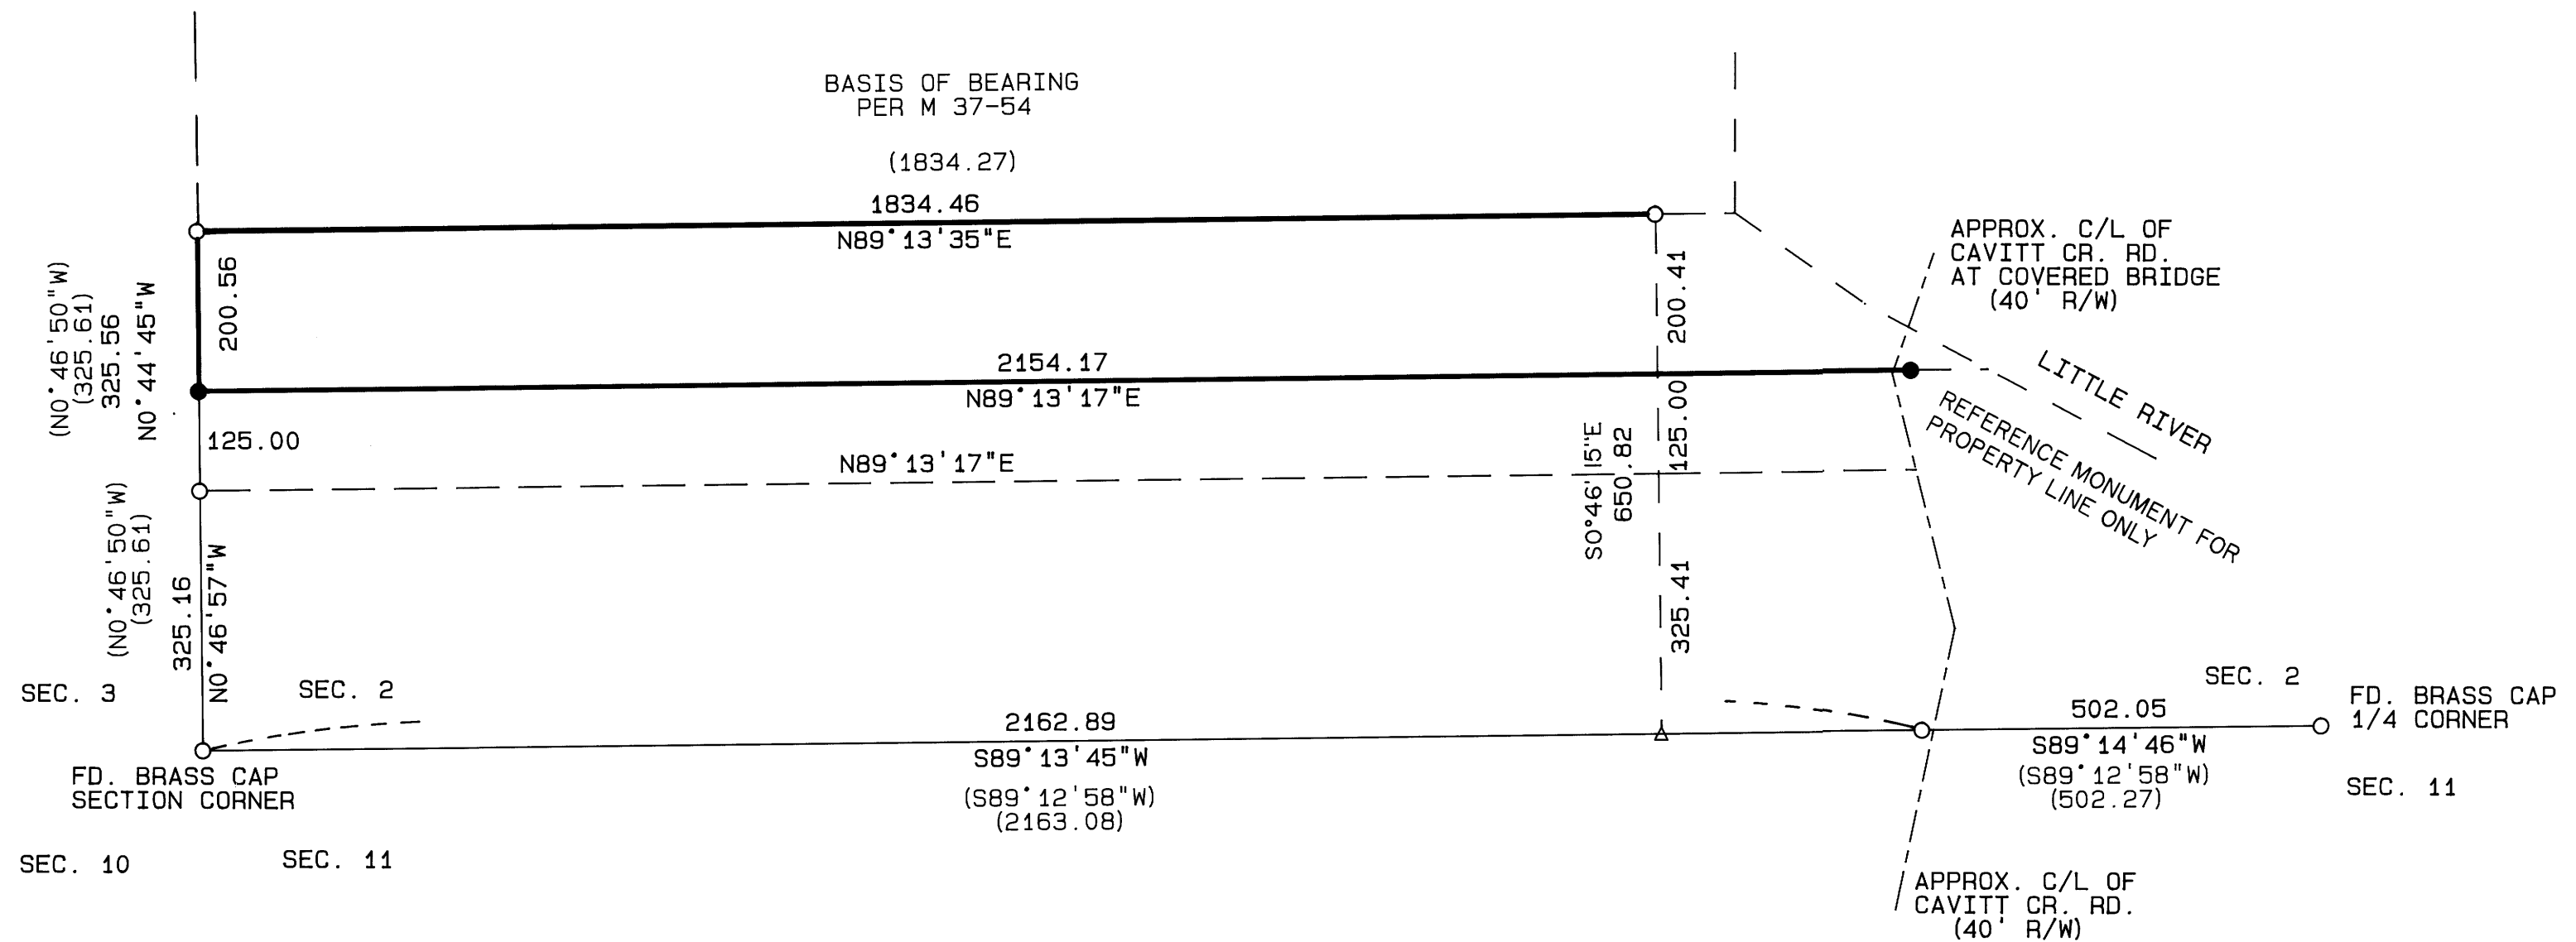 BASIS OF BEARING
PER M 37-54
(1834.27)
1834.46
N89°13'35"E
APPROX. C/L OF
CAVITT CR. RD.
AT COVERED BRIDGE
(40' R/W)
(N0°46'50"W)
(325.61)
325.56
N0°44'45"W
200.56
200.41
2154.17
N89°13'17"E
LITTLE RIVER
REFERENCE MONUMENT FOR
PROPERTY LINE ONLY
125.00
125.00
N89°13'17"E
S0°46'15"E
650.82
(N0°46'50"W)
(325.61)
325.16
N0°46'57"W
325.41
SEC. 3
SEC. 2
SEC. 2
FD. BRASS CAP
1/4 CORNER
2162.89
S89°13'45"W
(S89°12'58"W)
(2163.08)
502.05
S89°14'46"W
(S89°12'58"W)
(502.27)
FD. BRASS CAP
SECTION CORNER
SEC. 11
SEC. 10
SEC. 11
APPROX. C/L OF
CAVITT CR. RD.
(40' R/W)